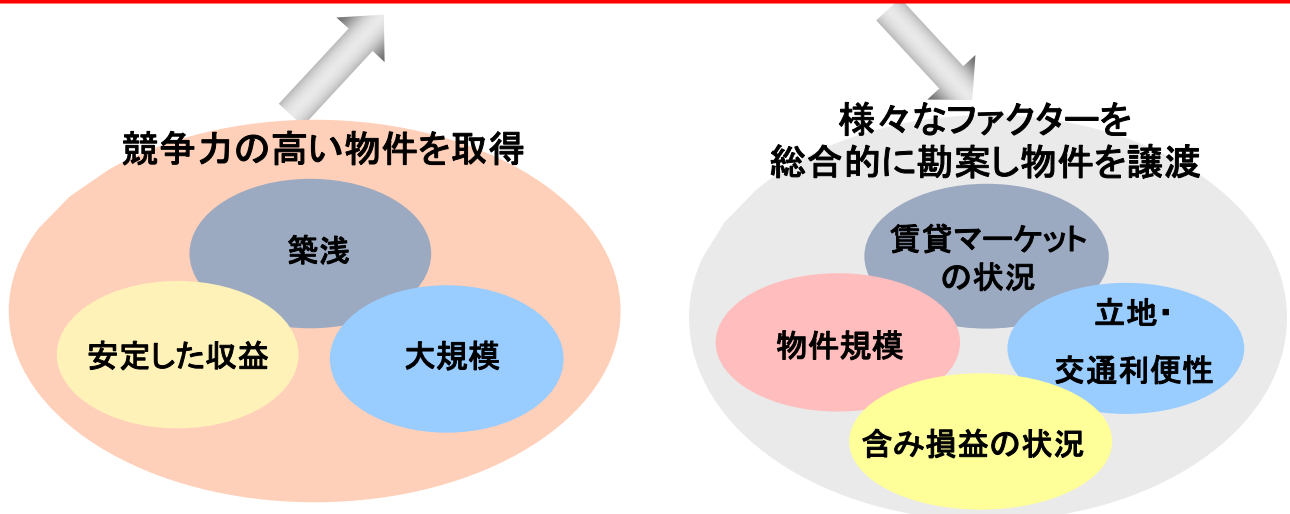 競争力の高い物件を取得
築浅
安定した収益
大規模
様々なファクターを
総合的に勘案し物件を譲渡
賃貸マーケット
の状況
物件規模
立地・
交通利便性
含み損益の状況